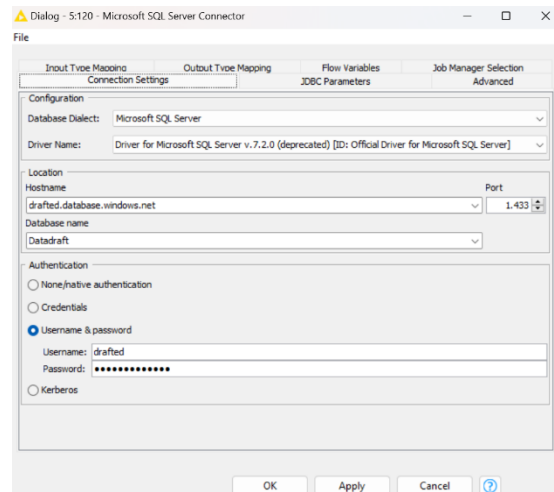 Dialog - 5:120 - Microsoft SQL Server Connector
File
Input Type Mapping Output Type Mapping Flow Variables Job Manager Selection
Connection Settings JDBC Parameters Advanced
Configuration
Database Dialect: Microsoft SQL Server
Driver Name: Driver for Microsoft SQL Server v.7.2.0 (deprecated) [ID: Official Driver for Microsoft SQL Server]
Location
Hostname Port
drafted.database.windows.net 1.433
Database name
Datadraft
Authentication
None/native authentication
Credentials
Username & password
Username: drafted
Password: •••••••••••••
Kerberos
OK Apply Cancel ?